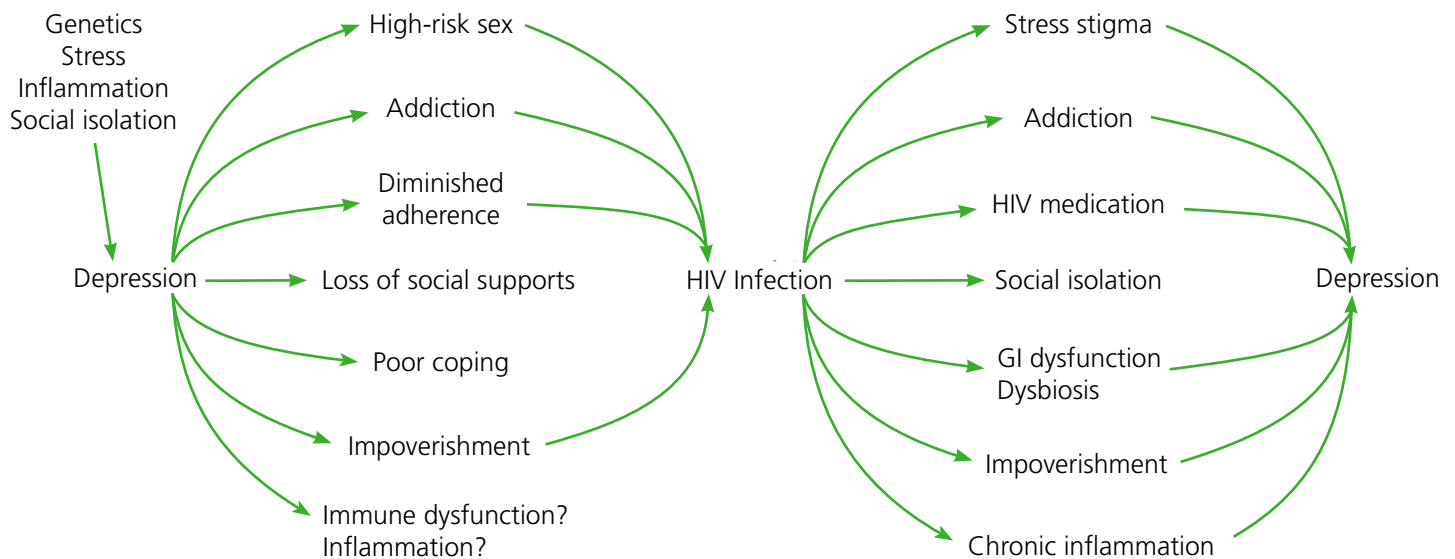 Genetics
Stress
Inflammation
Social isolation
Depression
High-risk sex
Addiction
Diminished
adherence
Loss of social supports
Poor coping
Impoverishment
Immune dysfunction?
Inflammation?
HIV Infection
Stress stigma
Addiction
HIV medication
Social isolation
GI dysfunction
Dysbiosis
Impoverishment
Chronic inflammation
Depression